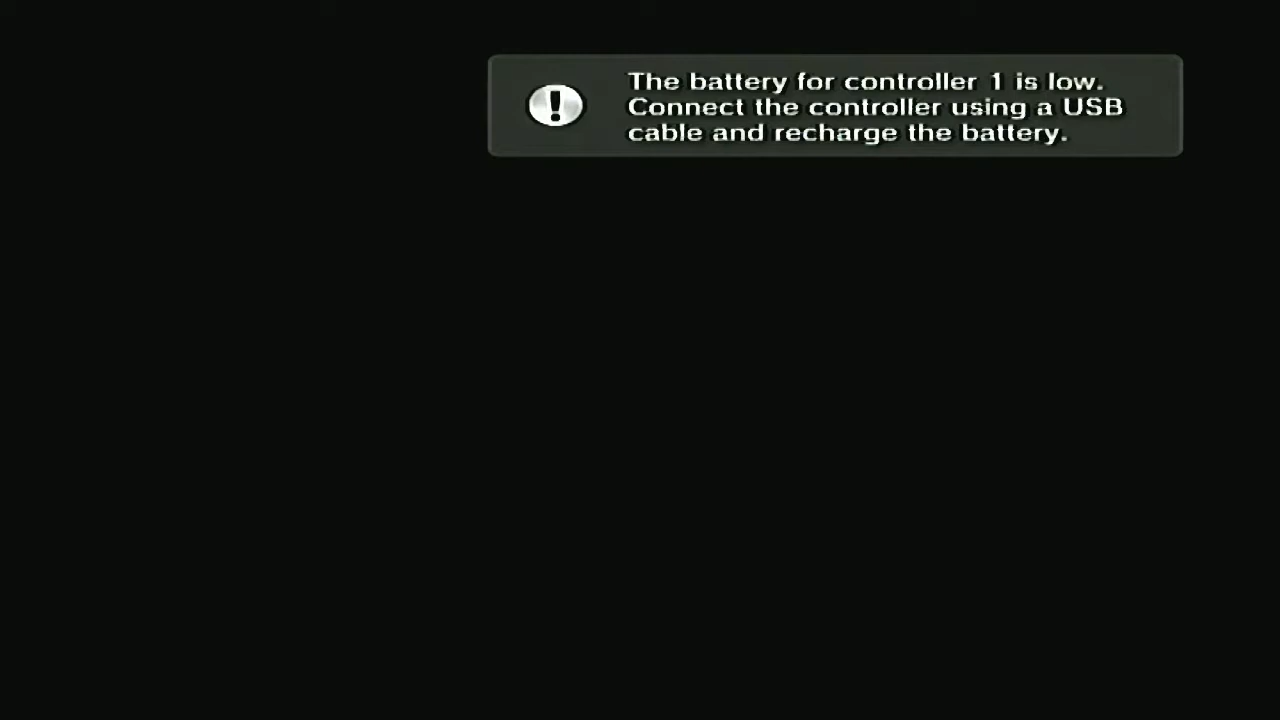 The battery for controller 1 is low.
Connect the controller using a USB
cable and recharge the battery.